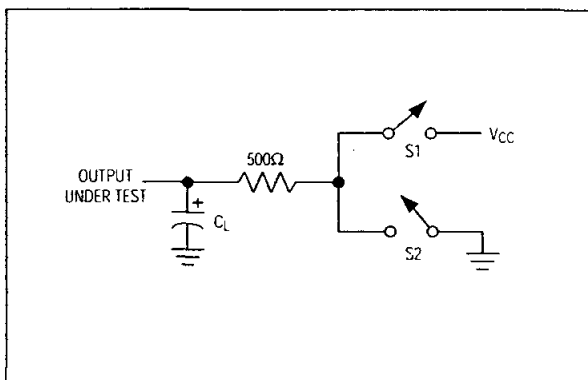 500Ω
S1
VCC
OUTPUT
UNDER TEST
+
CL
S2